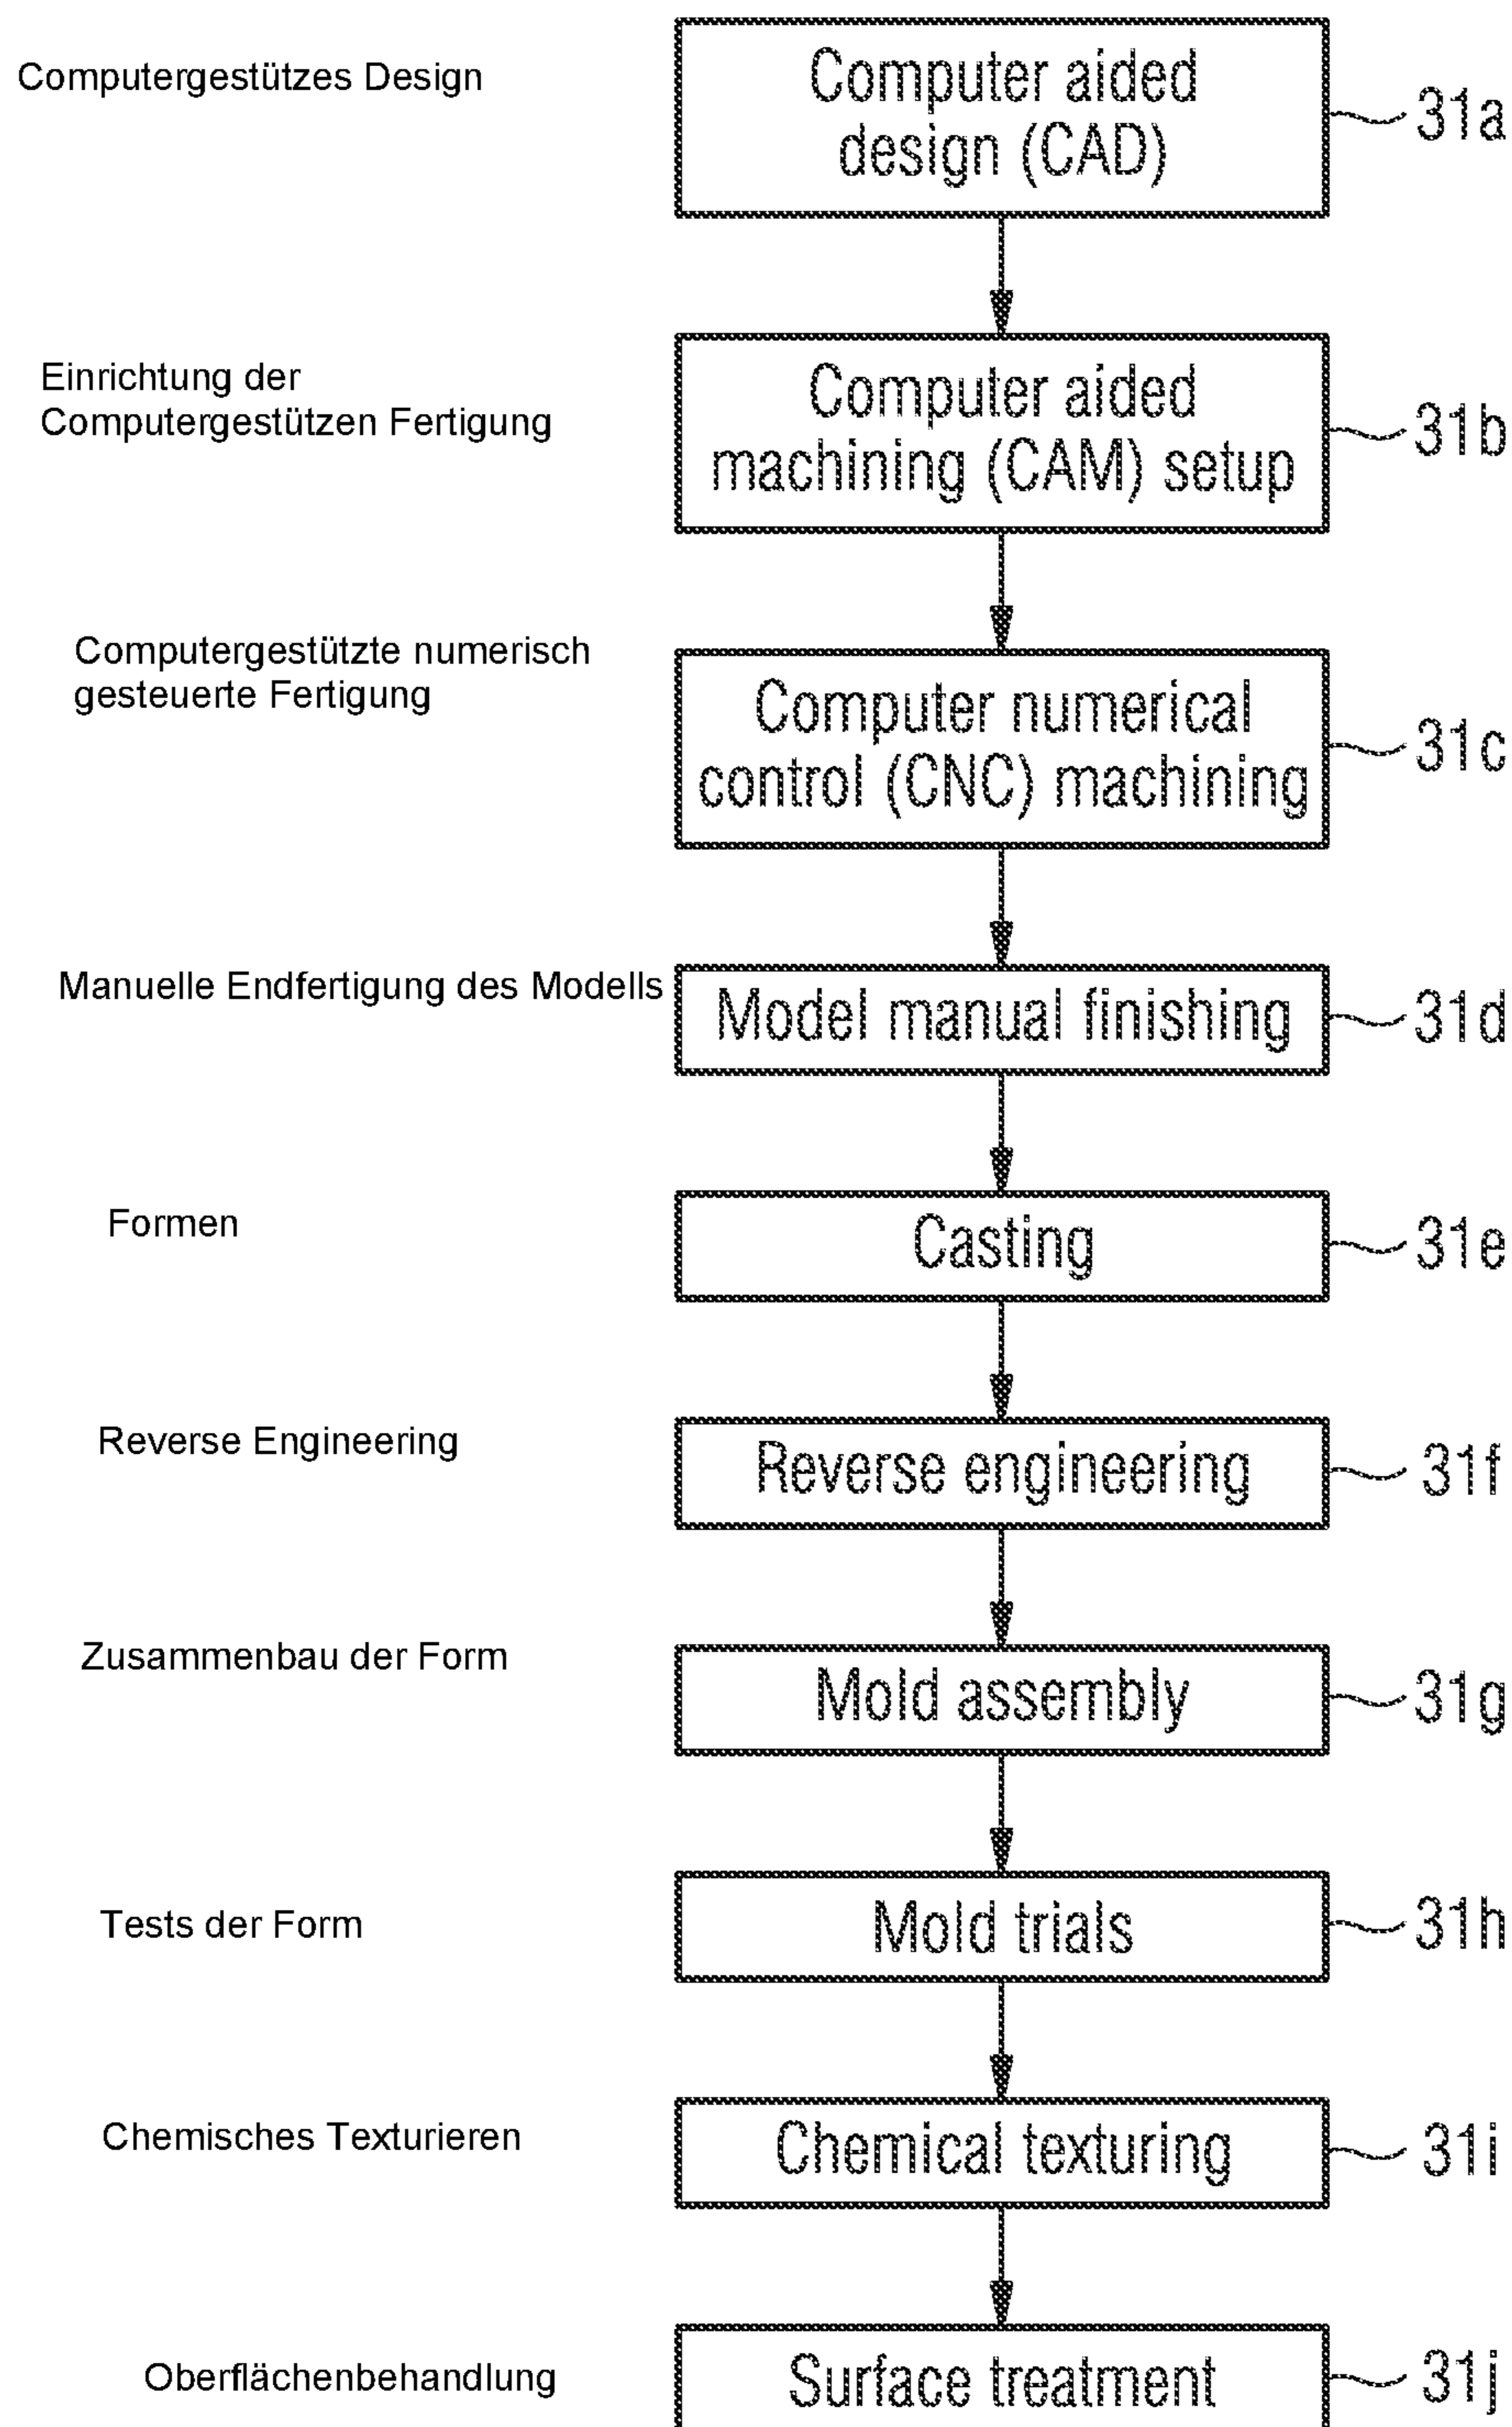 Computergestützes Design
Computer aided
design (CAD)
31a
Einrichtung der
Computergestützen Fertigung
Computer aided
machining (CAM) setup
31b
Computergestützte numerisch
gesteuerte Fertigung
Computer numerical
control (CNC) machining
31c
Manuelle Endfertigung des Modells
Model manual finishing
31d
Formen
Casting
31e
Reverse Engineering
Reverse engineering
31f
Zusammenbau der Form
Mold assembly
31g
Tests der Form
Mold trials
31h
Chemisches Texturieren
Chemical texturing
31i
Oberflächenbehandlung
Surface treatment
31j